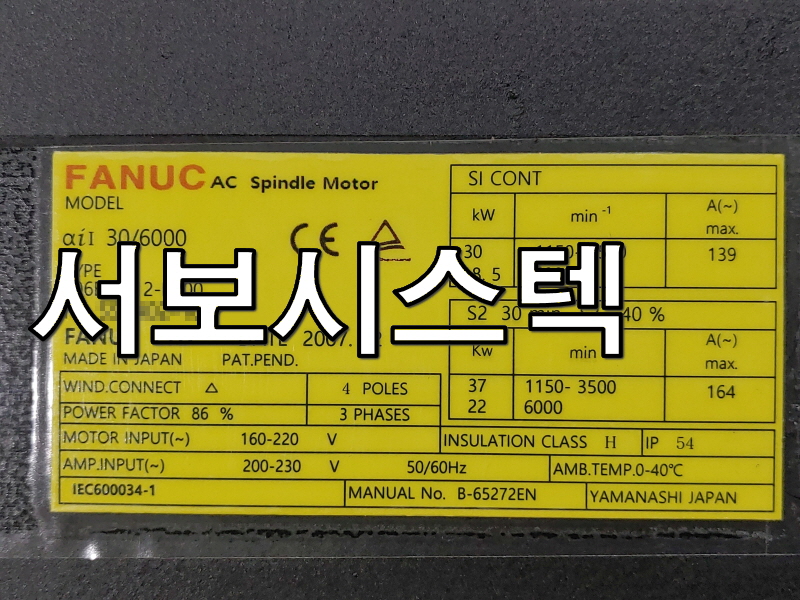 FANUC AC Spindle Motor
MODEL
αiI 30/6000
CE
SI CONT
kW min⁻¹ A(~) max.
30 139
서보시스텍
S2 30 40 %
Kw min A(~) max.
37 1150- 3500 164
22 6000
2007.
MADE IN JAPAN PAT.PEND.
WIND.CONNECT △ 4 POLES
POWER FACTOR 86 % 3 PHASES
MOTOR INPUT(~) 160-220 V INSULATION CLASS H IP 54
AMP.INPUT(~) 200-230 V 50/60Hz AMB.TEMP.0-40℃
IEC600034-1 MANUAL No. B-65272EN YAMANASHI JAPAN